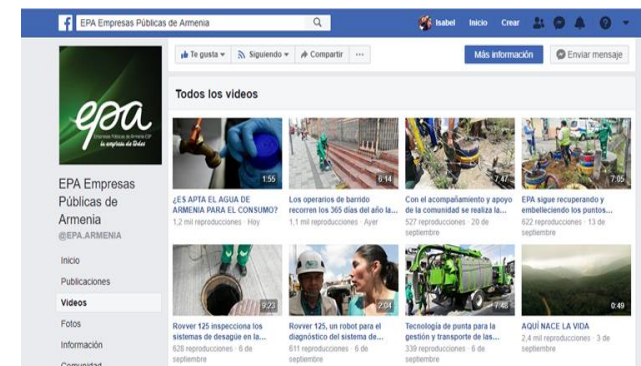 EPA Empresas Públicas de Armenia
Isabel Inicio Crear
Te gusta Siguiendo Compartir ...
Más información Enviar mensaje
epa
Empresas Públicas de Armenia ESP
la empresa de todos
Todos los videos
EPA Empresas
Públicas de
Armenia
@EPA.ARMENIA
Inicio
Publicaciones
Videos
Fotos
Información
Comunidad
1:55
¿ES APTA EL AGUA DE
ARMENIA PARA EL CONSUMO?
1,2 mil reproducciones · Hoy
6:14
Los operarios de barrido
recorren los 365 días del año la...
1,1 mil reproducciones · Ayer
7:47
Con el acompañamiento y apoyo
de la comunidad se realiza la...
527 reproducciones · 20 de
septiembre
7:05
EPA sigue recuperando y
embelleciendo los puntos...
622 reproducciones · 13 de
septiembre
9:23
Rovver 125 inspecciona los
sistemas de desagüe en la...
628 reproducciones · 6 de
septiembre
2:04
Rovver 125, un robot para el
diagnóstico del sistema de...
611 reproducciones · 6 de
septiembre
7:48
Tecnología de punta para la
gestión y transporte de las...
339 reproducciones · 6 de
septiembre
0:49
AQUÍ NACE LA VIDA
2,4 mil reproducciones · 3 de
septiembre